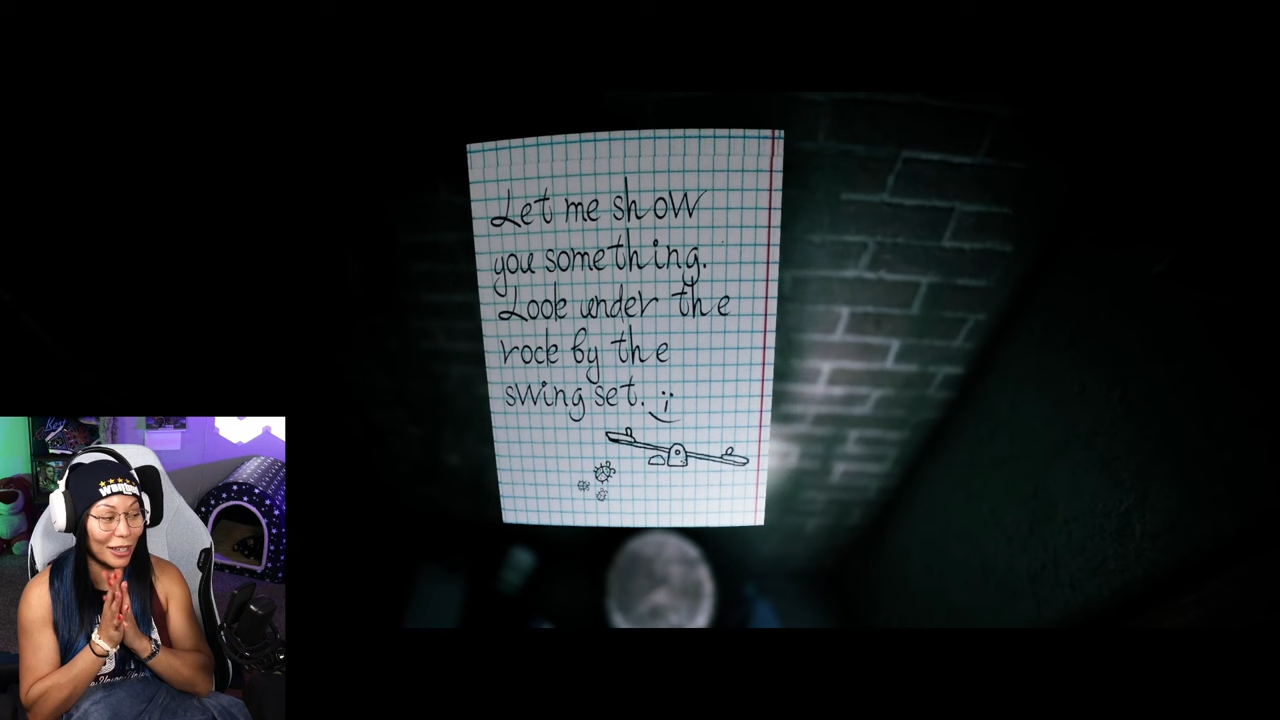 Let me show
you something.
Look under the
rock by the
swing set. :)